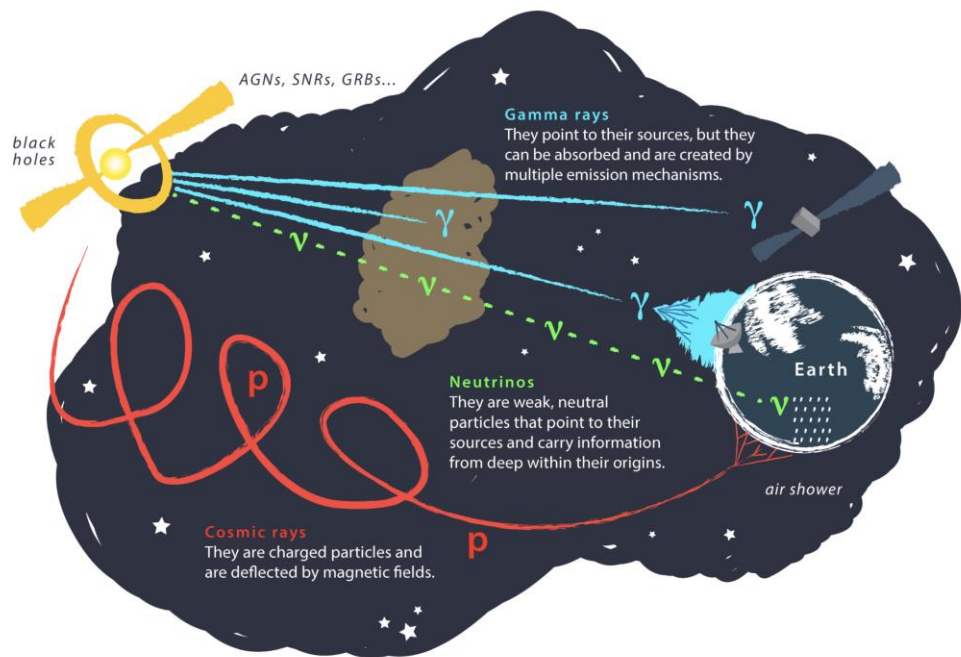 AGNs, SNRs, GRBs...
black
holes
Gamma rays
They point to their sources, but they
can be absorbed and are created by
multiple emission mechanisms.
γ
γ
ν
ν
γ
ν
ν
Earth
ν
p
Neutrinos
They are weak, neutral
particles that point to their
sources and carry information
from deep within their origins.
air shower
Cosmic rays
They are charged particles and
are deflected by magnetic fields.
p